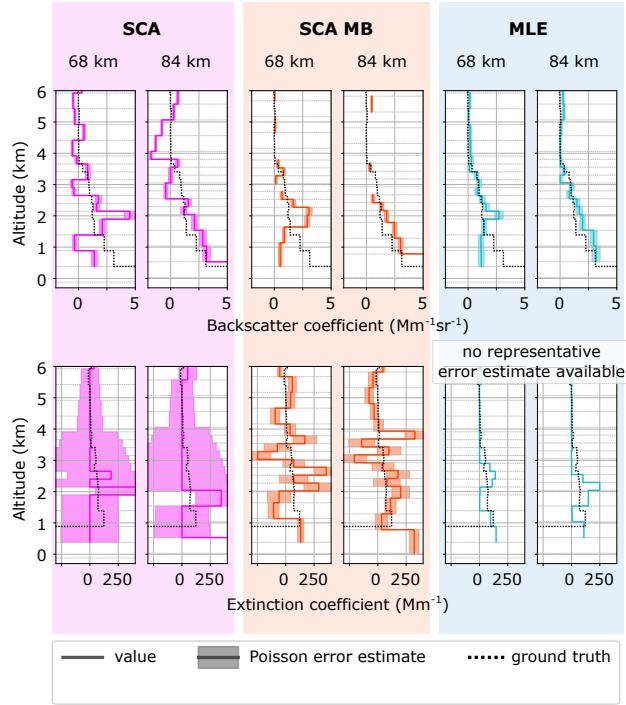 SCA SCA MB MLE
68 km 84 km 68 km 84 km 68 km 84 km
6
5
4
3
2
1
0
Altitude (km)
0 5 0 5 0 5 0 5 0 5 0 5
Backscatter coefficient (Mm⁻¹sr⁻¹)
no representative
error estimate available
6
5
4
3
2
1
0
Altitude (km)
0 250 0 250 0 250 0 250 0 250 0 250
Extinction coefficient (Mm⁻¹)
value Poisson error estimate ground truth